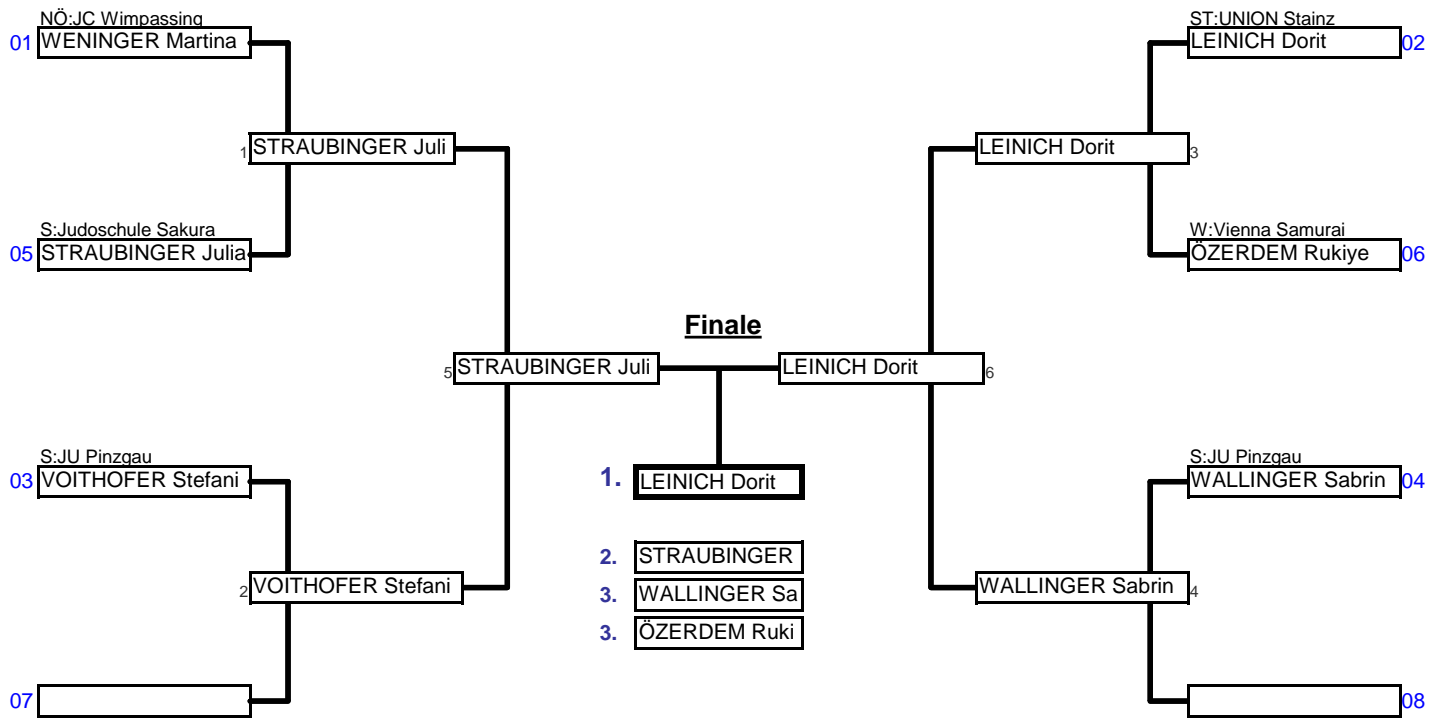 NÖ:JC Wimpassing
01 WENINGER Martina
ST:UNION Stainz
LEINICH Dorit 02
1 STRAUBINGER Juli
LEINICH Dorit 3
S:Judoschule Sakura
05 STRAUBINGER Julia
W:Vienna Samurai
ÖZERDEM Rukiye 06
Finale
5 STRAUBINGER Juli
LEINICH Dorit 6
S:JU Pinzgau
03 VOITHOFER Stefani
1. LEINICH Dorit
S:JU Pinzgau
WALLINGER Sabrin 04
2. STRAUBINGER
3. WALLINGER Sa
3. ÖZERDEM Ruki
2 VOITHOFER Stefani
WALLINGER Sabrin 4
07
08